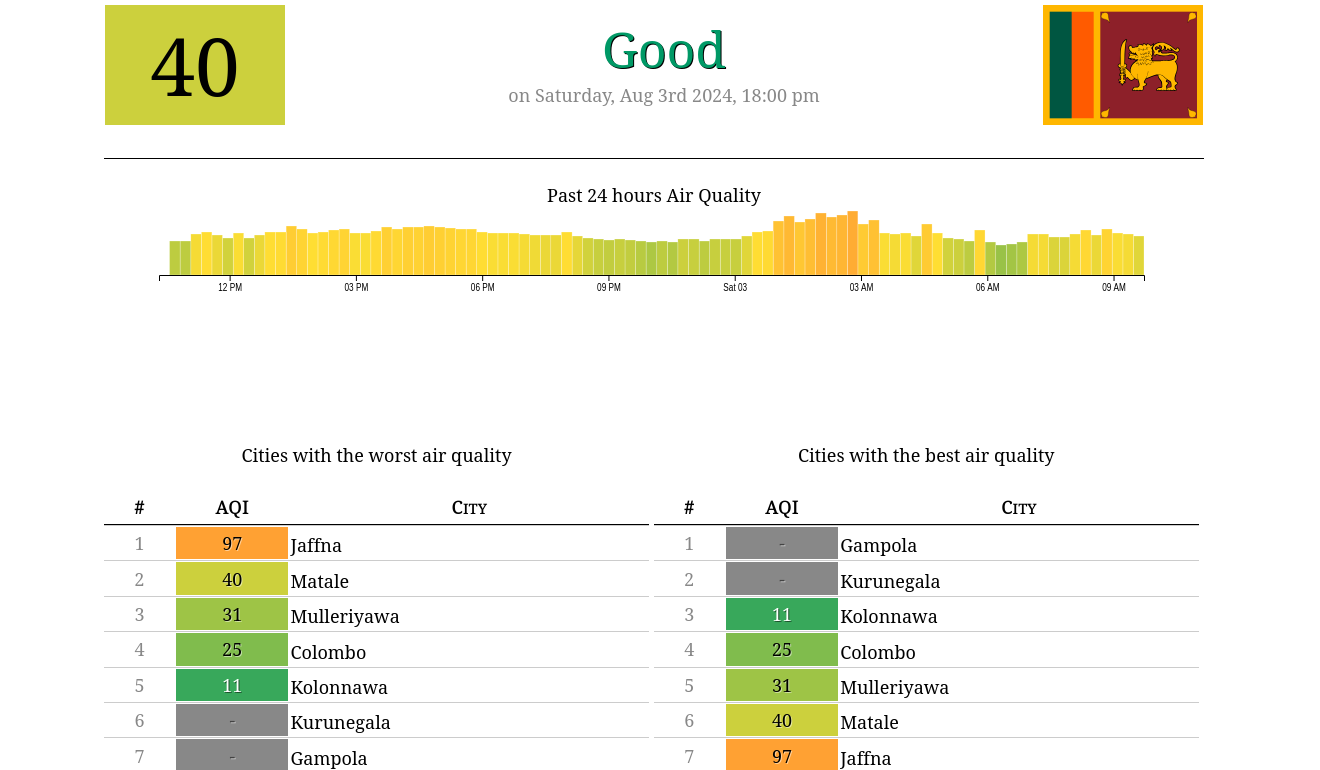 40
Good
on Saturday, Aug 3rd 2024, 18:00 pm
Past 24 hours Air Quality
12 PM 03 PM 06 PM 09 PM Sat 03 03 AM 06 AM 09 AM
Cities with the worst air quality
# AQI City
1 97 Jaffna
2 40 Matale
3 31 Mulleriyawa
4 25 Colombo
5 11 Kolonnawa
6 - Kurunegala
7 - Gampola
Cities with the best air quality
# AQI City
1 - Gampola
2 - Kurunegala
3 11 Kolonnawa
4 25 Colombo
5 31 Mulleriyawa
6 40 Matale
7 97 Jaffna